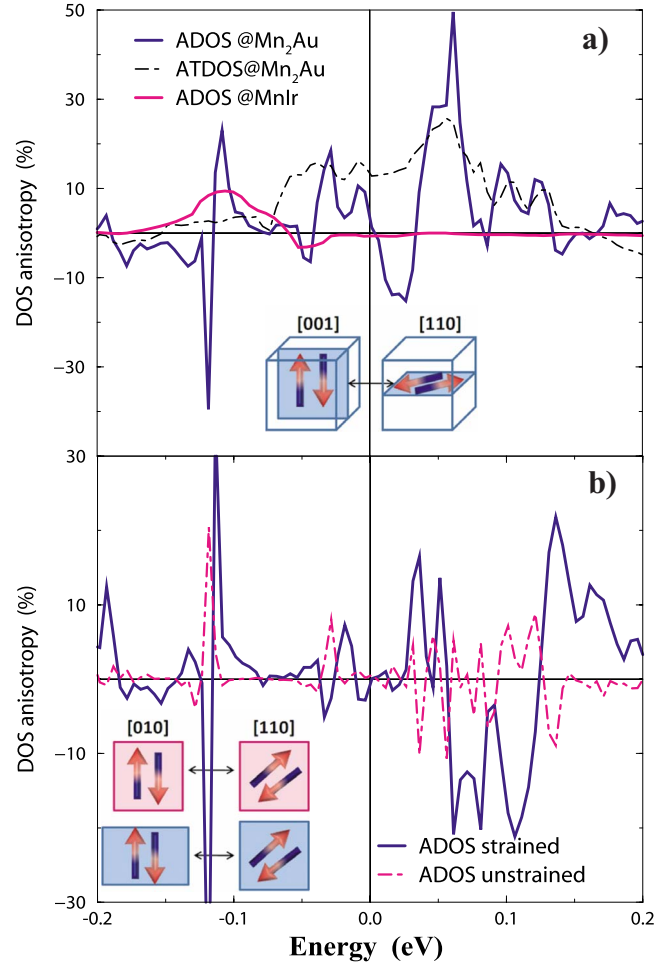 50
30
10
−10
−30
DOS anisotropy (%)
a)
ADOS @Mn₂Au
ATDOS@Mn₂Au
ADOS @MnIr
[001]
[110]
30
10
−10
−30
DOS anisotropy (%)
b)
[010]
[110]
ADOS strained
ADOS unstrained
-0.2
-0.1
0.0
0.1
0.2
Energy (eV)